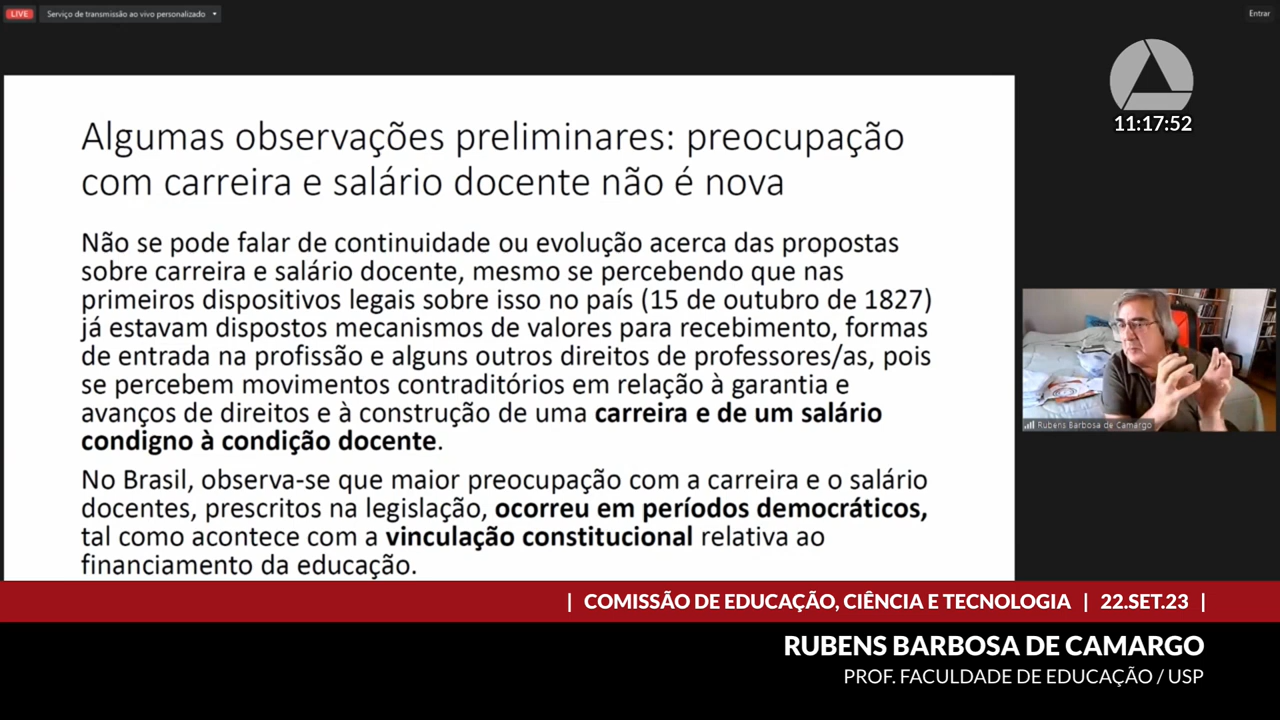 LIVE
Serviço de transmissão ao vivo personalizado
Entrar
11:17:52
Algumas observações preliminares: preocupação
com carreira e salário docente não é nova
Não se pode falar de continuidade ou evolução acerca das propostas
sobre carreira e salário docente, mesmo se percebendo que nas
primeiros dispositivos legais sobre isso no país (15 de outubro de 1827)
já estavam dispostos mecanismos de valores para recebimento, formas
de entrada na profissão e alguns outros direitos de professores/as, pois
se percebem movimentos contraditórios em relação à garantia e
avanços de direitos e à construção de uma carreira e de um salário
condigno à condição docente.
No Brasil, observa-se que maior preocupação com a carreira e o salário
docentes, prescritos na legislação, ocorreu em períodos democráticos,
tal como acontece com a vinculação constitucional relativa ao
financiamento da educação.
Rubens Barbosa de Camargo
| COMISSÃO DE EDUCAÇÃO, CIÊNCIA E TECNOLOGIA | 22.SET.23 |
RUBENS BARBOSA DE CAMARGO
PROF. FACULDADE DE EDUCAÇÃO / USP